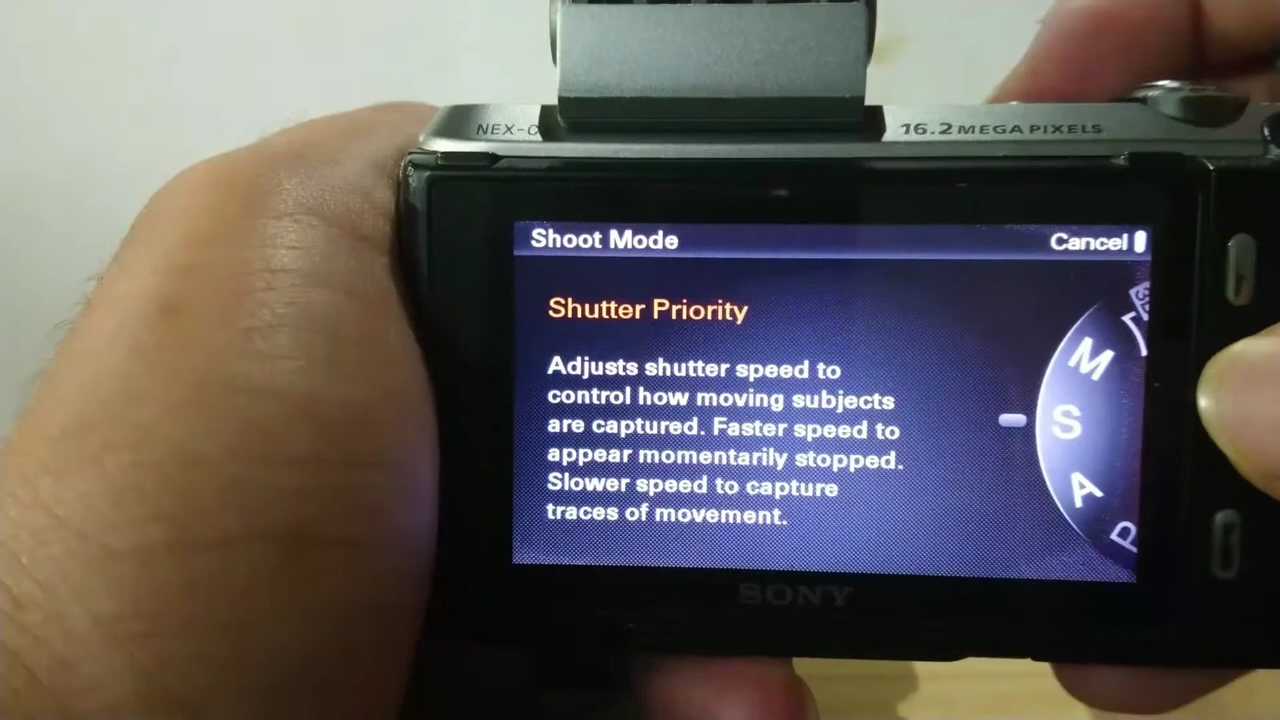 NEX-C
16.2 MEGA PIXELS
Shoot Mode
Cancel
Shutter Priority
Adjusts shutter speed to
control how moving subjects
are captured. Faster speed to
appear momentarily stopped.
Slower speed to capture
traces of movement.
M
S
A
P
SONY